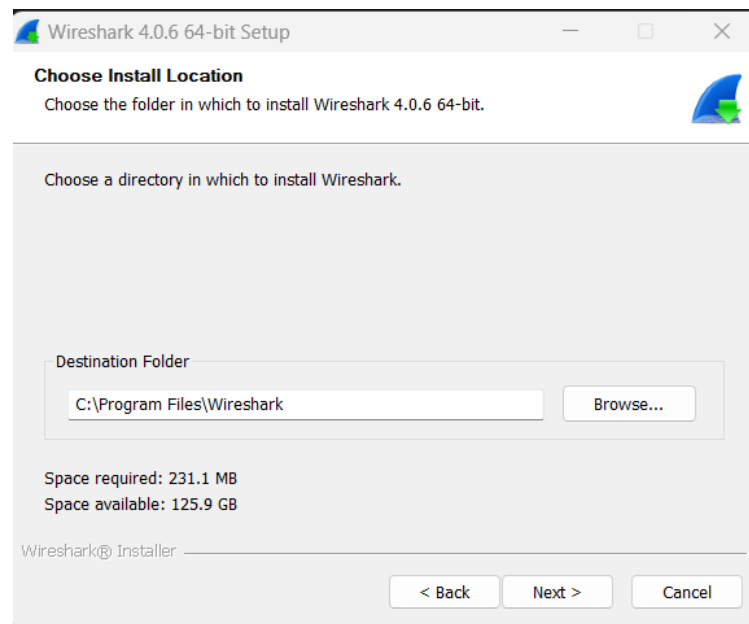 Wireshark 4.0.6 64-bit Setup
Choose Install Location
Choose the folder in which to install Wireshark 4.0.6 64-bit.
Choose a directory in which to install Wireshark.
Destination Folder
C:\Program Files\Wireshark
Browse...
Space required: 231.1 MB
Space available: 125.9 GB
Wireshark® Installer
< Back Next > Cancel